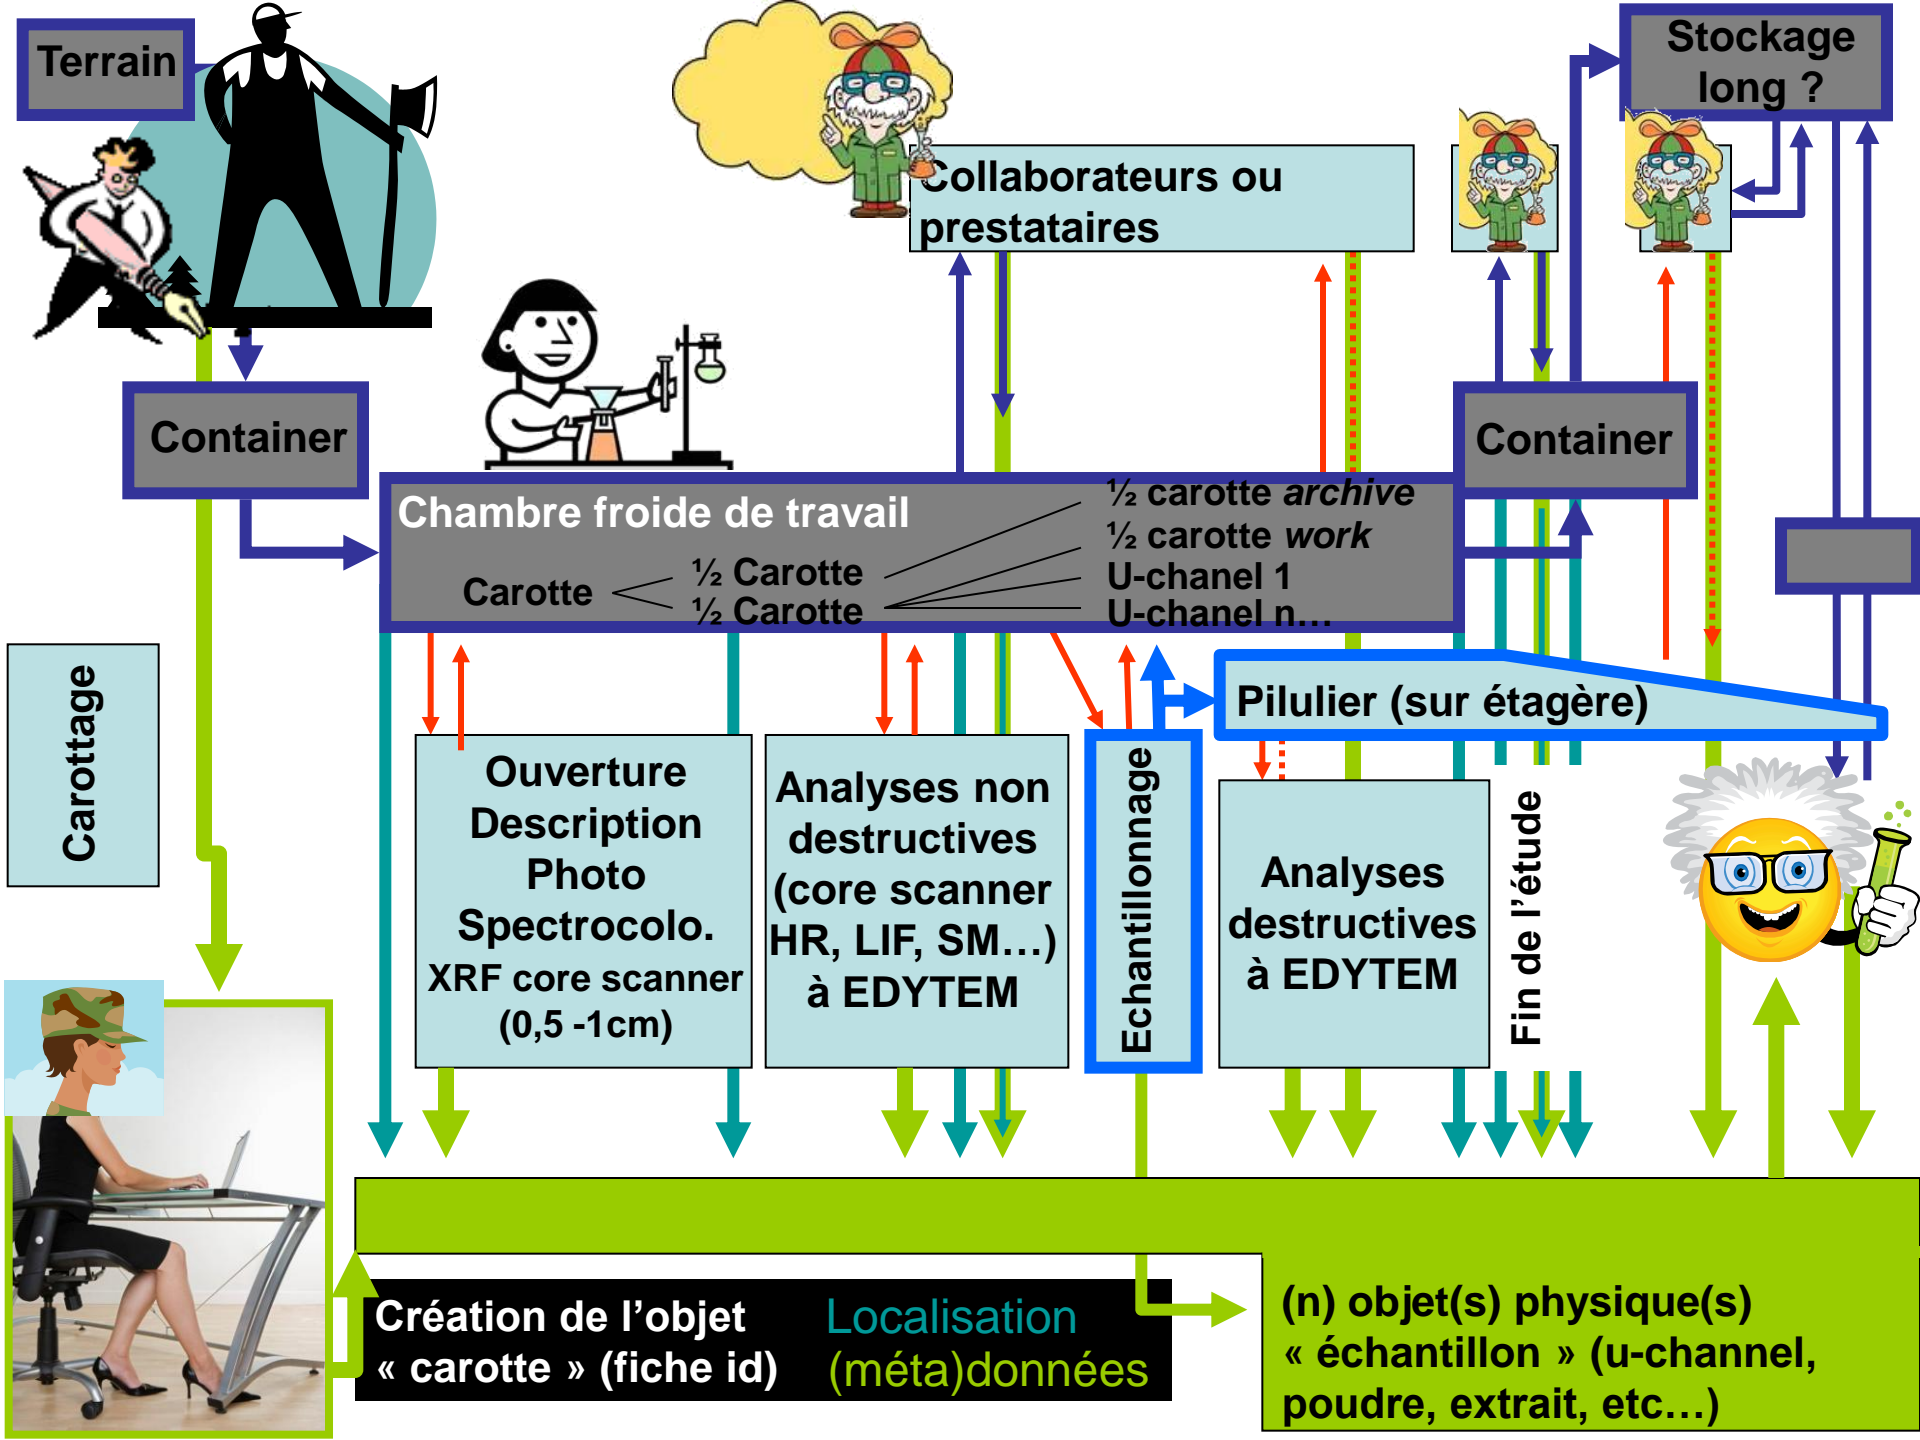 Terrain
Stockage
long ?
Collaborateurs ou
prestataires
Container
Container
Chambre froide de travail
Carotte
½ Carotte
½ Carotte
½ carotte archive
½ carotte work
U-chanel 1
U-chanel n…
Carottage
Pilulier (sur étagère)
Ouverture
Description
Photo
Spectrocolo.
XRF core scanner
(0,5 -1cm)
Analyses non
destructives
(core scanner
HR, LIF, SM…)
à EDYTEM
Echantillonnage
Analyses
destructives
à EDYTEM
Fin de l’étude
Création de l’objet
« carotte » (fiche id)
Localisation
(méta)données
(n) objet(s) physique(s)
« échantillon » (u-channel,
poudre, extrait, etc…)